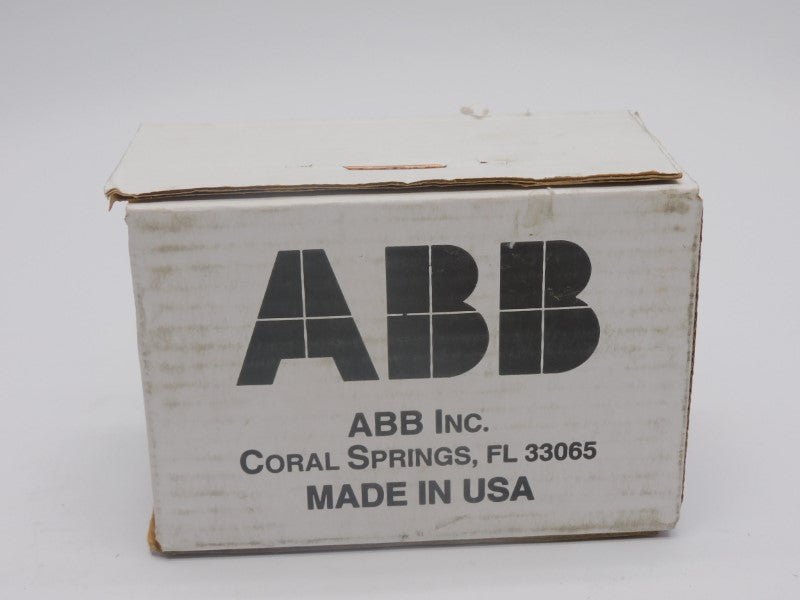 ABB
ABB INC.
CORAL SPRINGS, FL 33065
MADE IN USA